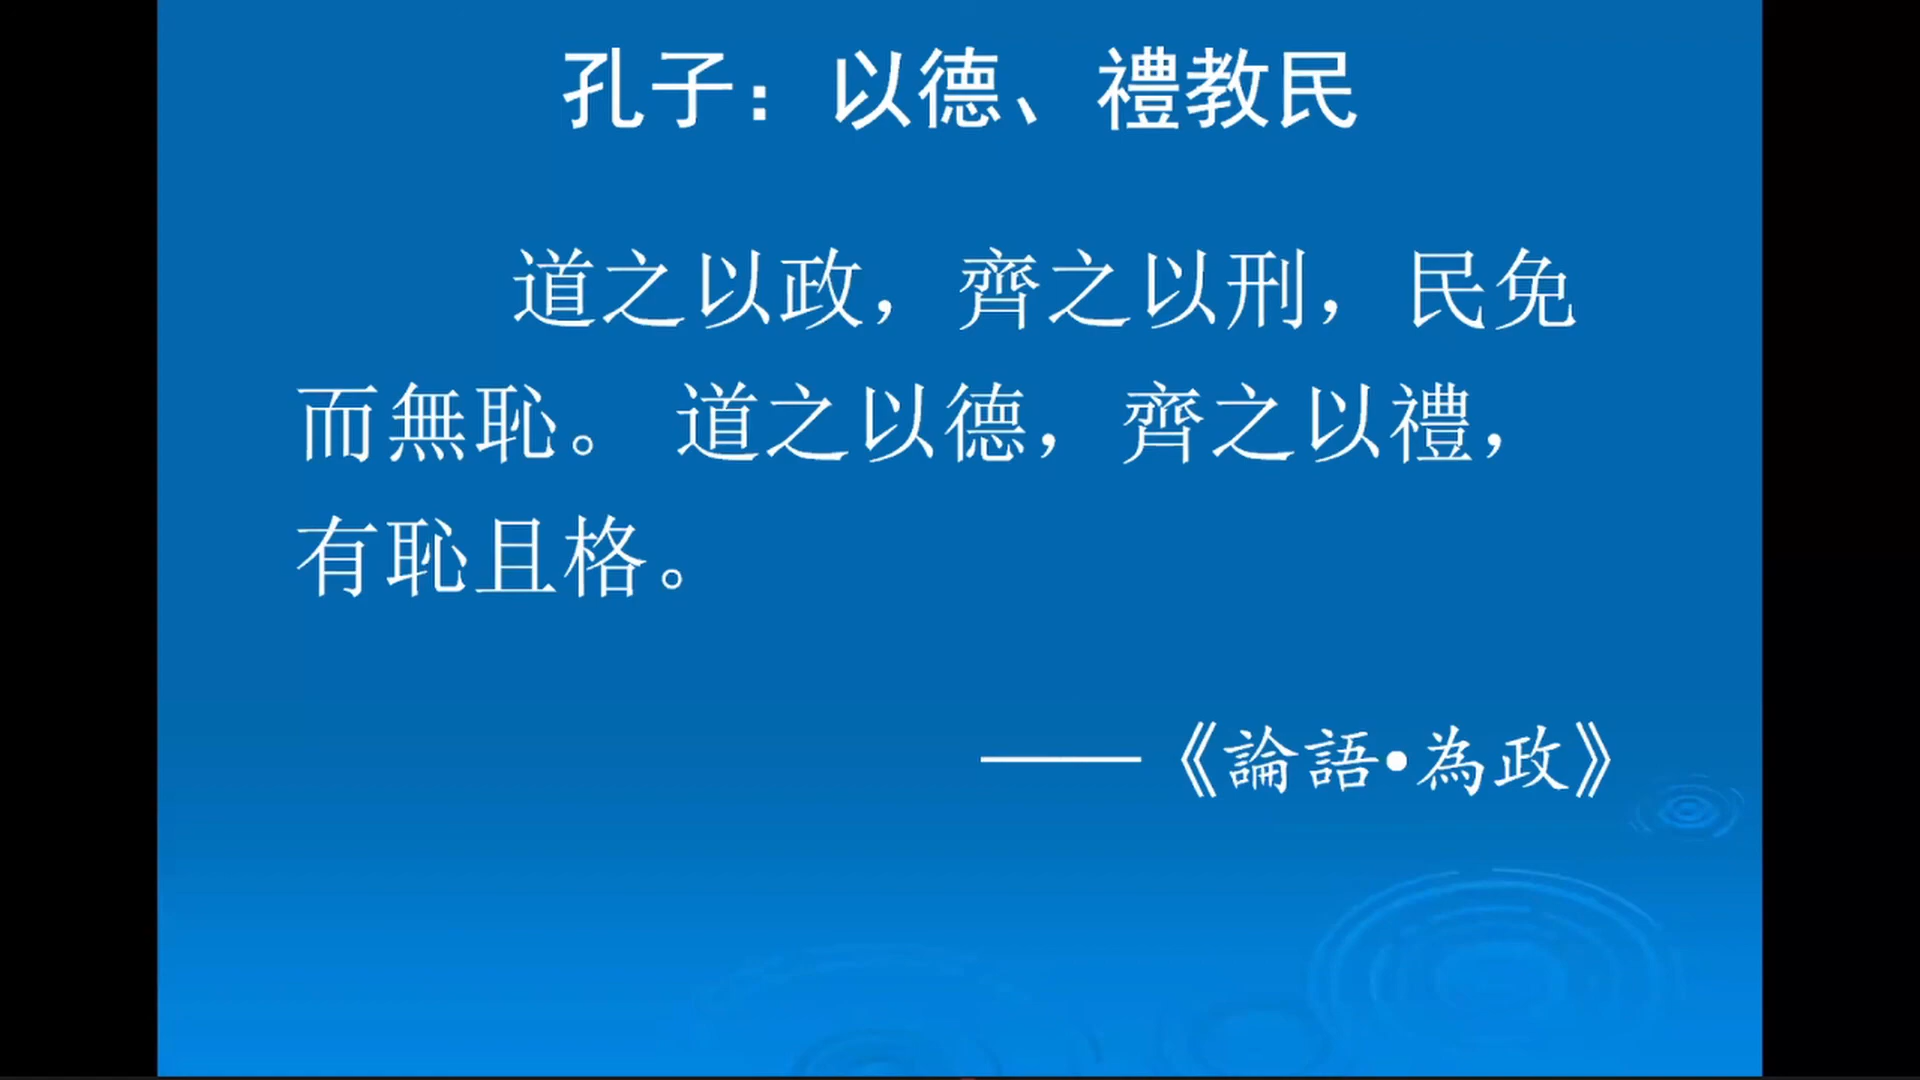 孔子：以德、禮教民
道之以政，齊之以刑，民免
而無恥。 道之以德，齊之以禮，
有恥且格。
——《論語•為政》